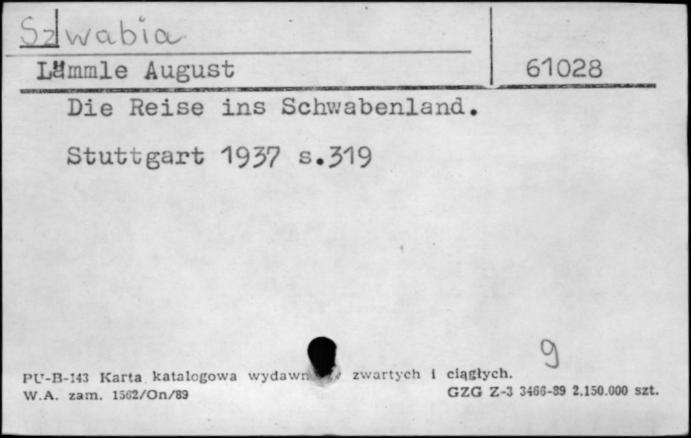 Szwabia
Lämmle August 61028
Die Reise ins Schwabenland.
Stuttgart 1937 s.319
9
PU-B-143 Karta katalogowa zwartych i ciągłych.
W.A. zam. 1562/On/89 GZG Z-3 3466-89 2.150.000 szt.